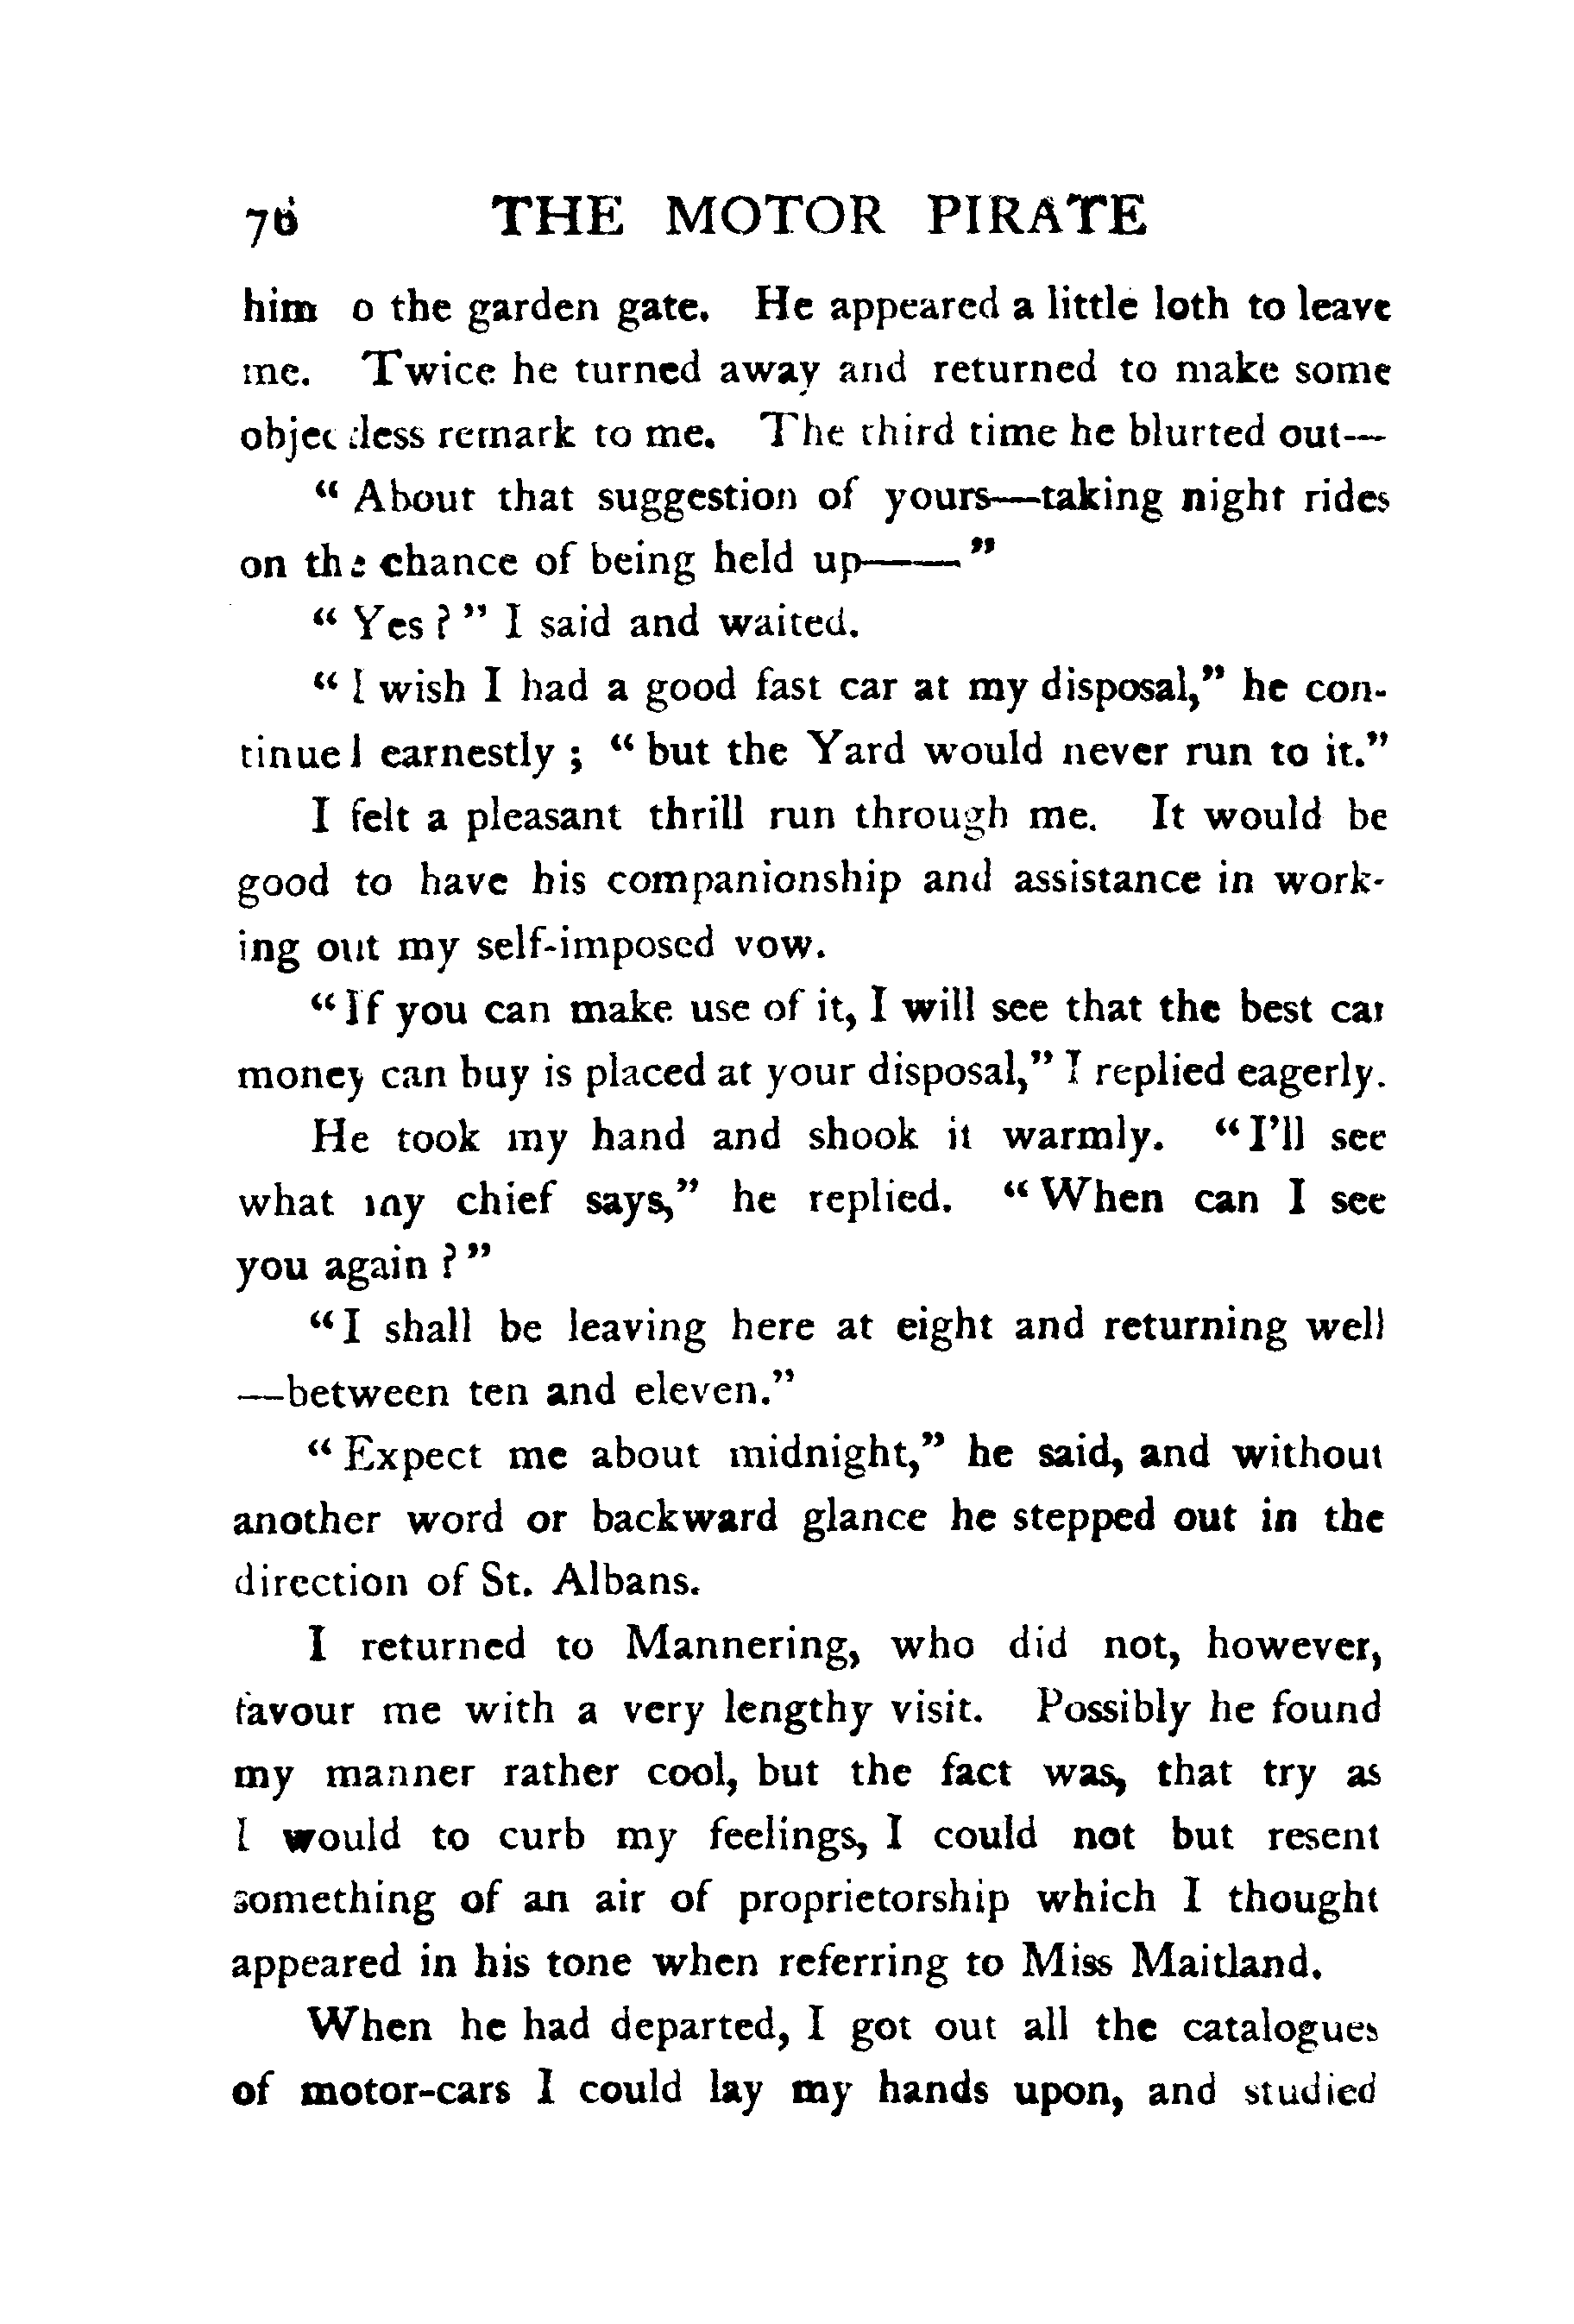 76 THE MOTOR PIRATE
him o the garden gate. He appeared a little loth to leave
me. Twice he turned away and returned to make some
objectless remark to me. The third time he blurted out—
“ About that suggestion of yours—taking night rides
on the chance of being held up——”
“ Yes ? ” I said and waited.
“ I wish I had a good fast car at my disposal,” he con-
tinued earnestly ; “ but the Yard would never run to it.”
I felt a pleasant thrill run through me. It would be
good to have his companionship and assistance in work-
ing out my self-imposed vow.
“ If you can make use of it, I will see that the best car
money can buy is placed at your disposal,” I replied eagerly.
He took my hand and shook it warmly. “ I’ll see
what my chief says,” he replied. “ When can I see
you again ? ”
“ I shall be leaving here at eight and returning well
—between ten and eleven.”
“ Expect me about midnight,” he said, and without
another word or backward glance he stepped out in the
direction of St. Albans.
I returned to Mannering, who did not, however,
favour me with a very lengthy visit. Possibly he found
my manner rather cool, but the fact was, that try as
I would to curb my feelings, I could not but resent
something of an air of proprietorship which I thought
appeared in his tone when referring to Miss Maitland.
When he had departed, I got out all the catalogues
of motor-cars I could lay my hands upon, and studied